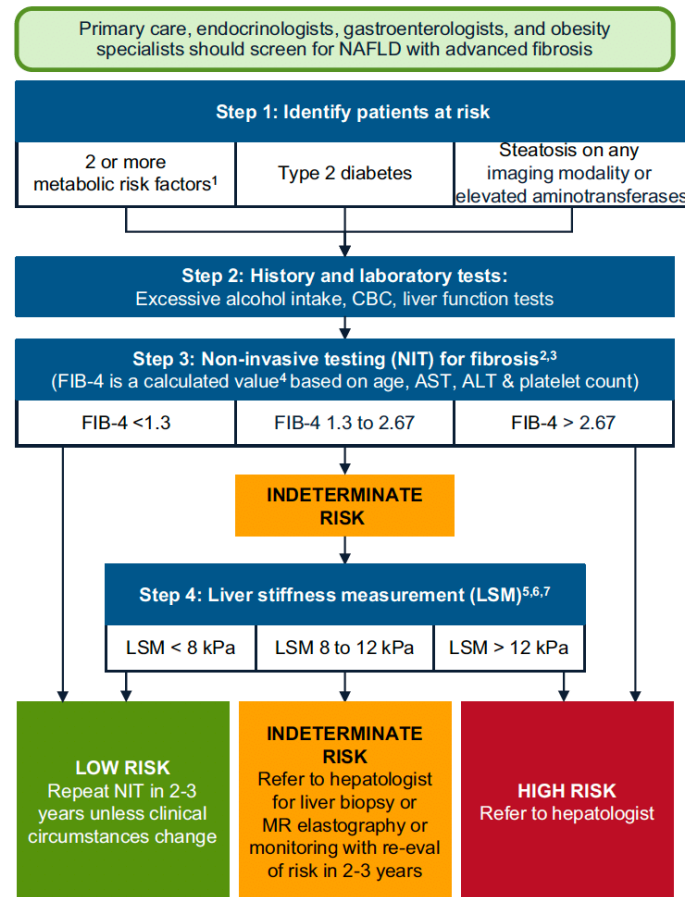 Primary care, endocrinologists, gastroenterologists, and obesity
specialists should screen for NAFLD with advanced fibrosis
Step 1: Identify patients at risk
2 or more
metabolic risk factors¹
Type 2 diabetes
Steatosis on any
imaging modality or
elevated aminotransferases
Step 2: History and laboratory tests:
Excessive alcohol intake, CBC, liver function tests
Step 3: Non-invasive testing (NIT) for fibrosis²,³
(FIB-4 is a calculated value⁴ based on age, AST, ALT & platelet count)
FIB-4 <1.3
FIB-4 1.3 to 2.67
FIB-4 > 2.67
INDETERMINATE
RISK
Step 4: Liver stiffness measurement (LSM)⁵,⁶,⁷
LSM < 8 kPa
LSM 8 to 12 kPa
LSM > 12 kPa
LOW RISK
Repeat NIT in 2-3
years unless clinical
circumstances change
INDETERMINATE
RISK
Refer to hepatologist
for liver biopsy or
MR elastography or
monitoring with re-eval
of risk in 2-3 years
HIGH RISK
Refer to hepatologist